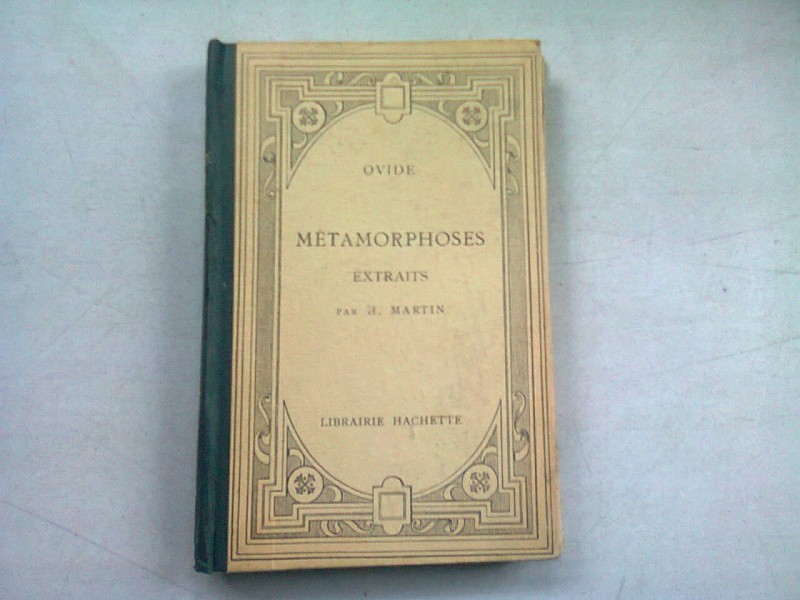 OVIDE
MÉTAMORPHOSES
EXTRAITS
PAR H. MARTIN
LIBRAIRIE HACHETTE